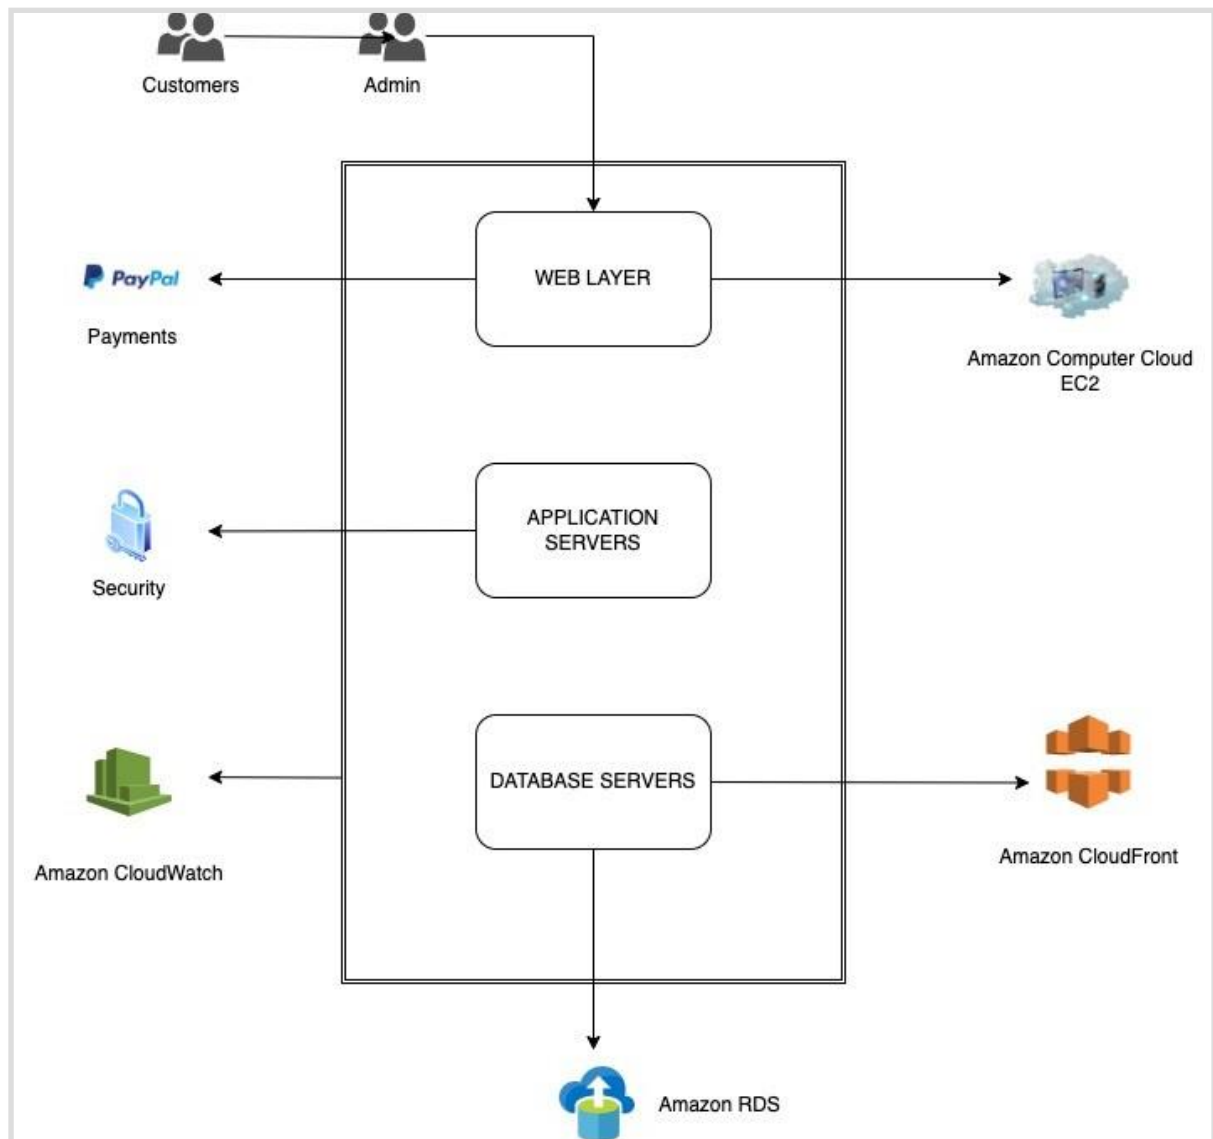 Customers
Admin
WEB LAYER
PayPal
Payments
Amazon Computer Cloud
EC2
APPLICATION
SERVERS
Security
DATABASE SERVERS
Amazon CloudWatch
Amazon CloudFront
Amazon RDS